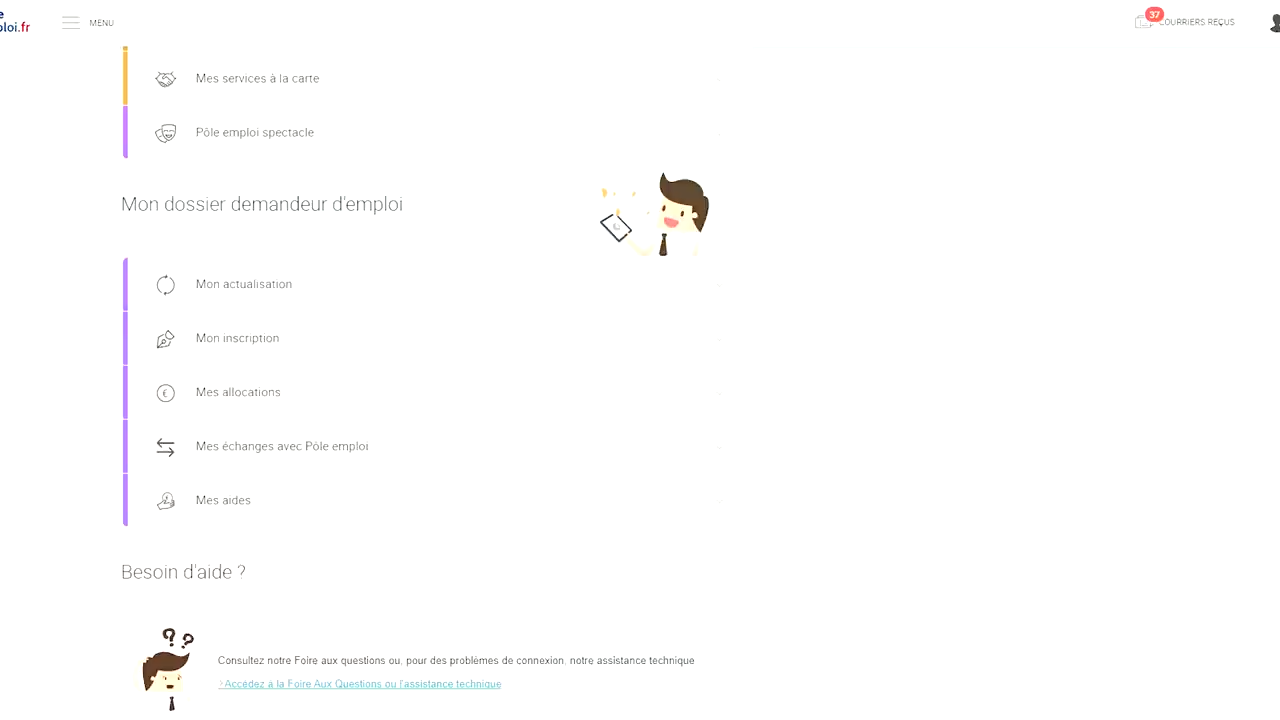 e
ploi.fr
MENU
37
COURRIERS REÇUS
Mes services à la carte
Pôle emploi spectacle
Mon dossier demandeur d'emploi
Mon actualisation
Mon inscription
Mes allocations
Mes échanges avec Pôle emploi
Mes aides
Besoin d'aide ?
Consultez notre Foire aux questions ou, pour des problèmes de connexion, notre assistance technique
>Accédez à la Foire Aux Questions ou l'assistance technique